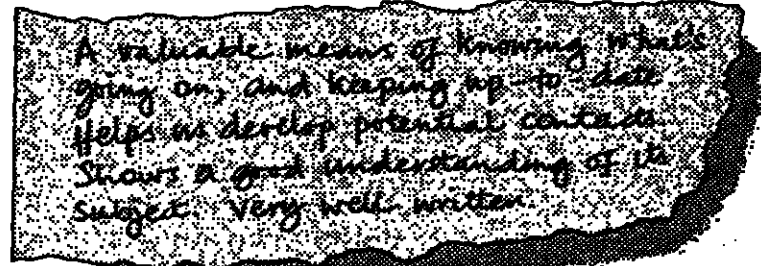 A valuable means of knowing what's
going on, and keeping up-to-date
Helps us develop potential contacts.
Shows a good understanding of its
subject. Very well written.